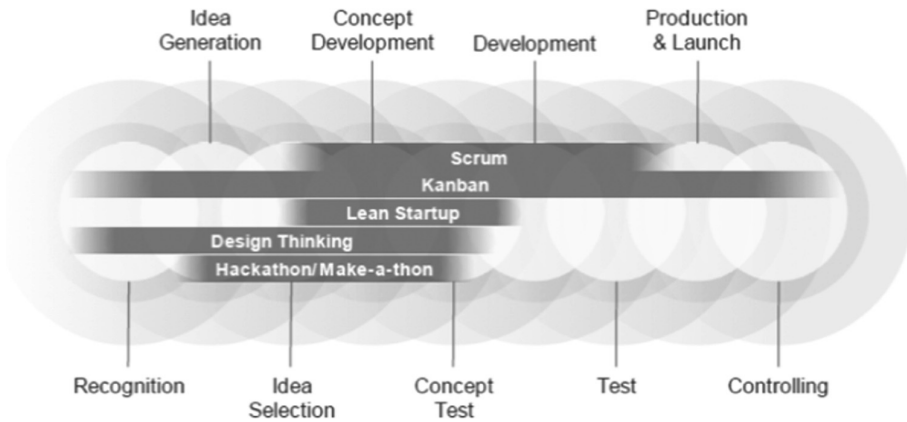 Idea
Generation
Concept
Development
Development
Production
& Launch
Scrum
Kanban
Lean Startup
Design Thinking
Hackathon/Make-a-thon
Recognition
Idea
Selection
Concept
Test
Test
Controlling